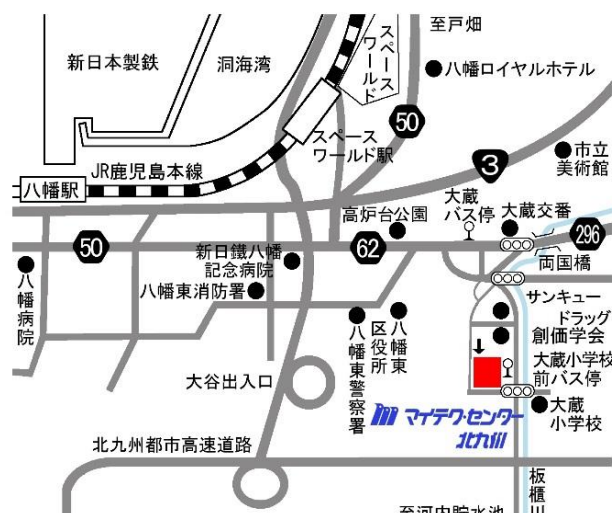 至戸畑
新日本製鉄
洞海湾
スペース
ワールド
八幡ロイヤルホテル
50
スペース
ワールド駅
3
市立
美術館
JR鹿児島本線
八幡駅
大蔵
バス停
大蔵交番
高炉台公園
296
50
62
新日鐵八幡
記念病院
両国橋
八幡病院
八幡東消防署
サンキュー
ドラッグ
創価学会
八幡東
区役所
八幡東警察署
大谷出入口
大蔵小学校
前バス停
マイテク・センター
北九州
大蔵
小学校
北九州都市高速道路
板櫃川
至河内貯水池